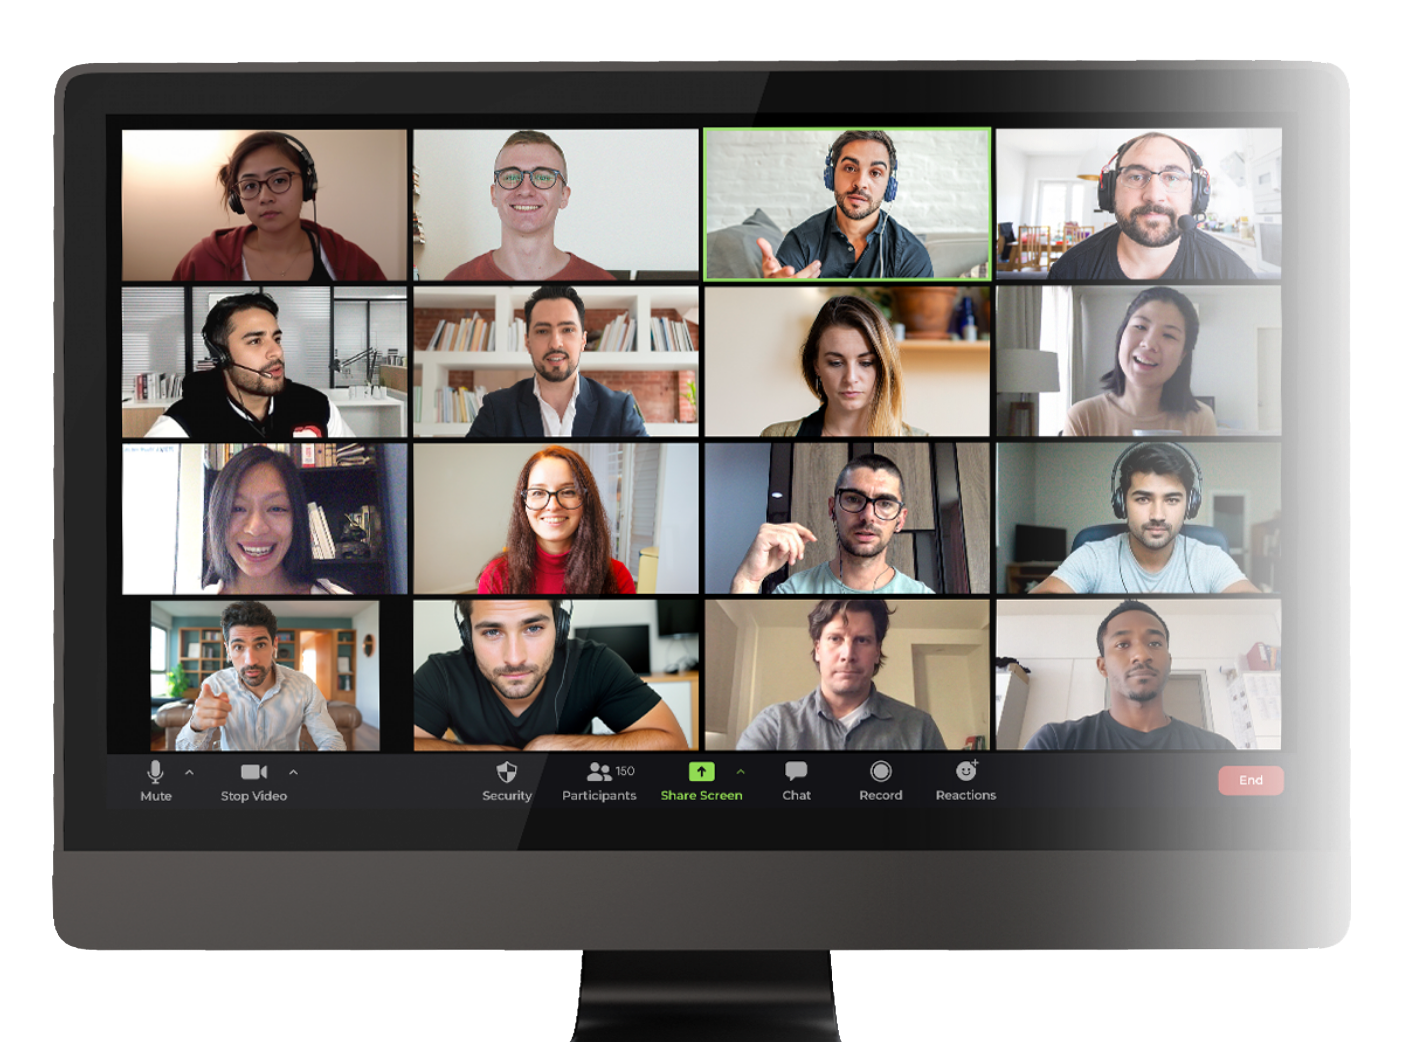 Mute
Stop Video
Security
150
Participants
Share Screen
Chat
Record
Reactions
End